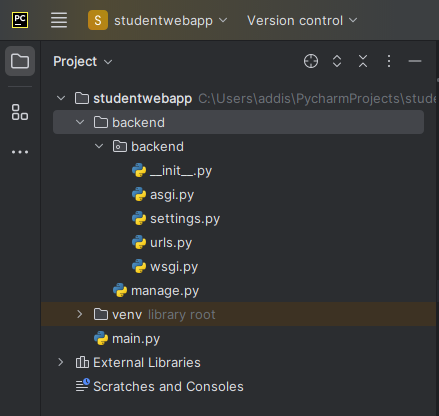 PC S studentwebapp Version control
Project
studentwebapp C:\Users\addis\PycharmProjects\stude
backend
backend
__init__.py
asgi.py
settings.py
urls.py
wsgi.py
manage.py
venv library root
main.py
External Libraries
Scratches and Consoles